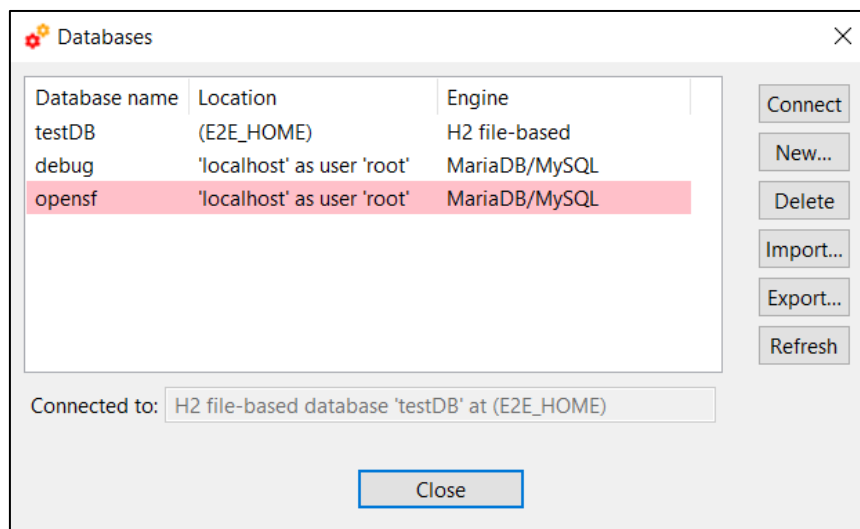 Databases
Database name Location Engine
testDB (E2E_HOME) H2 file-based
debug 'localhost' as user 'root' MariaDB/MySQL
opensf 'localhost' as user 'root' MariaDB/MySQL
Connect
New...
Delete
Import...
Export...
Refresh
Connected to: H2 file-based database 'testDB' at (E2E_HOME)
Close